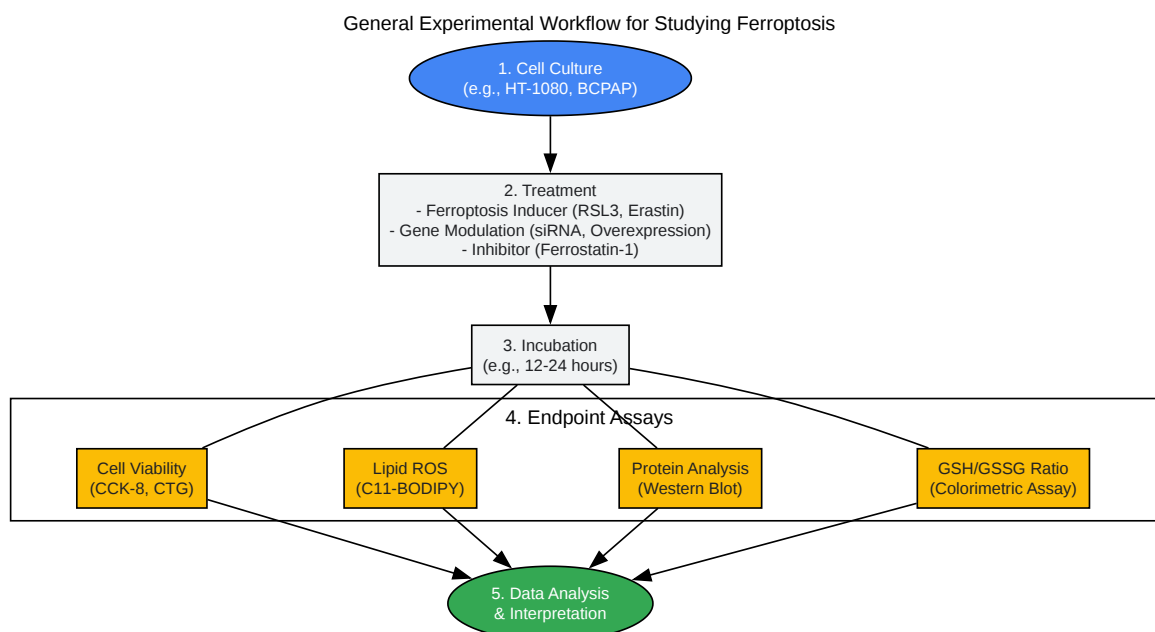 General Experimental Workflow for Studying Ferroptosis
1. Cell Culture
(e.g., HT-1080, BCPAP)
2. Treatment
- Ferroptosis Inducer (RSL3, Erastin)
- Gene Modulation (siRNA, Overexpression)
- Inhibitor (Ferrostatin-1)
3. Incubation
(e.g., 12-24 hours)
4. Endpoint Assays
Cell Viability
(CCK-8, CTG)
Lipid ROS
(C11-BODIPY)
Protein Analysis
(Western Blot)
GSH/GSSG Ratio
(Colorimetric Assay)
5. Data Analysis
& Interpretation